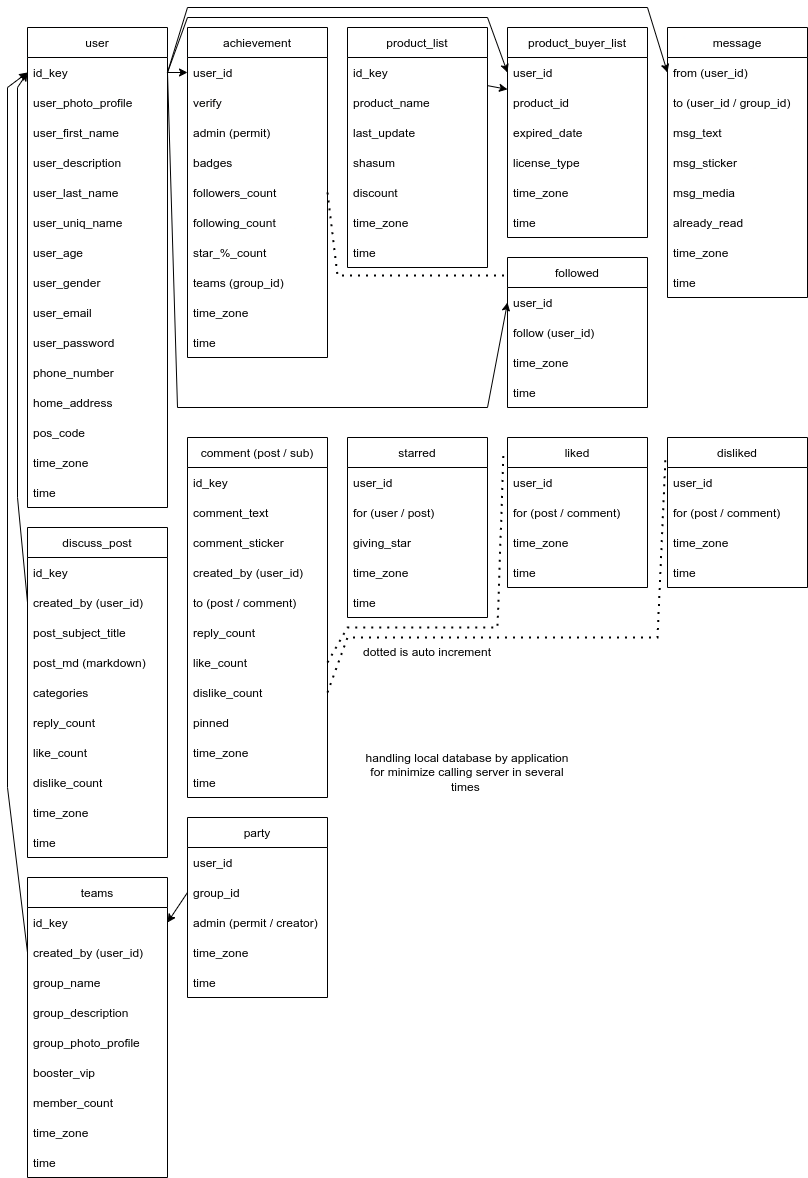 user
id_key
user_photo_profile
user_first_name
user_description
user_last_name
user_uniq_name
user_age
user_gender
user_email
user_password
phone_number
home_address
pos_code
time_zone
time
achievement
user_id
verify
admin (permit)
badges
followers_count
following_count
star_%_count
teams (group_id)
time_zone
time
product_list
id_key
product_name
last_update
shasum
discount
time_zone
time
product_buyer_list
user_id
product_id
expired_date
license_type
time_zone
time
message
from (user_id)
to (user_id / group_id)
msg_text
msg_sticker
msg_media
already_read
time_zone
time
followed
user_id
follow (user_id)
time_zone
time
discuss_post
id_key
created_by (user_id)
post_subject_title
post_md (markdown)
categories
reply_count
like_count
dislike_count
time_zone
time
comment (post / sub)
id_key
comment_text
comment_sticker
created_by (user_id)
to (post / comment)
reply_count
like_count
dislike_count
pinned
time_zone
time
starred
user_id
for (user / post)
giving_star
time_zone
time
liked
user_id
for (post / comment)
time_zone
time
disliked
user_id
for (post / comment)
time_zone
time
dotted is auto increment
handling local database by application
for minimize calling server in several
times
teams
id_key
created_by (user_id)
group_name
group_description
group_photo_profile
booster_vip
member_count
time_zone
time
party
user_id
group_id
admin (permit / creator)
time_zone
time